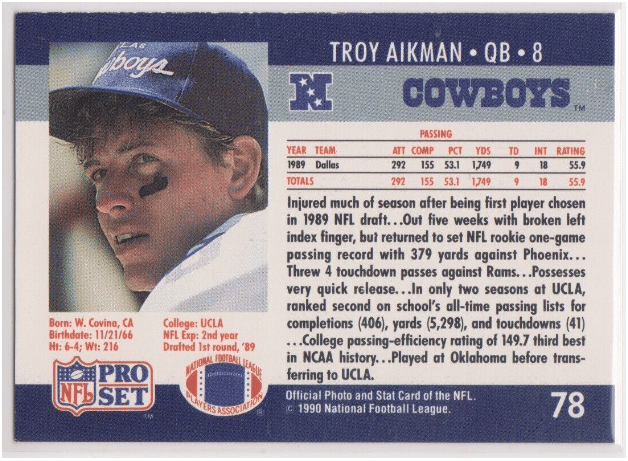 TROY AIKMAN • QB • 8
COWBOYS TM
AS
wboys
PASSING
YEAR TEAM ATT COMP PCT YDS TD INT RATING
1989 Dallas 292 155 53.1 1,749 9 18 55.9
TOTALS 292 155 53.1 1,749 9 18 55.9
Injured much of season after being first player chosen
in 1989 NFL draft...Out five weeks with broken left
index finger, but returned to set NFL rookie one-game
passing record with 379 yards against Phoenix...
Threw 4 touchdown passes against Rams...Possesses
very quick release...In only two seasons at UCLA,
ranked second on school's all-time passing lists for
completions (406), yards (5,298), and touchdowns (41)
...College passing-efficiency rating of 149.7 third best
in NCAA history...Played at Oklahoma before trans-
ferring to UCLA.
Born: W. Covina, CA
Birthdate: 11/21/66
Ht: 6-4; Wt: 216
College: UCLA
NFL Exp: 2nd year
Drafted 1st round, '89
NFL PRO SET TM
NATIONAL FOOTBALL LEAGUE
PLAYERS ASSOCIATION ®
Official Photo and Stat Card of the NFL.
© 1990 National Football League.
78